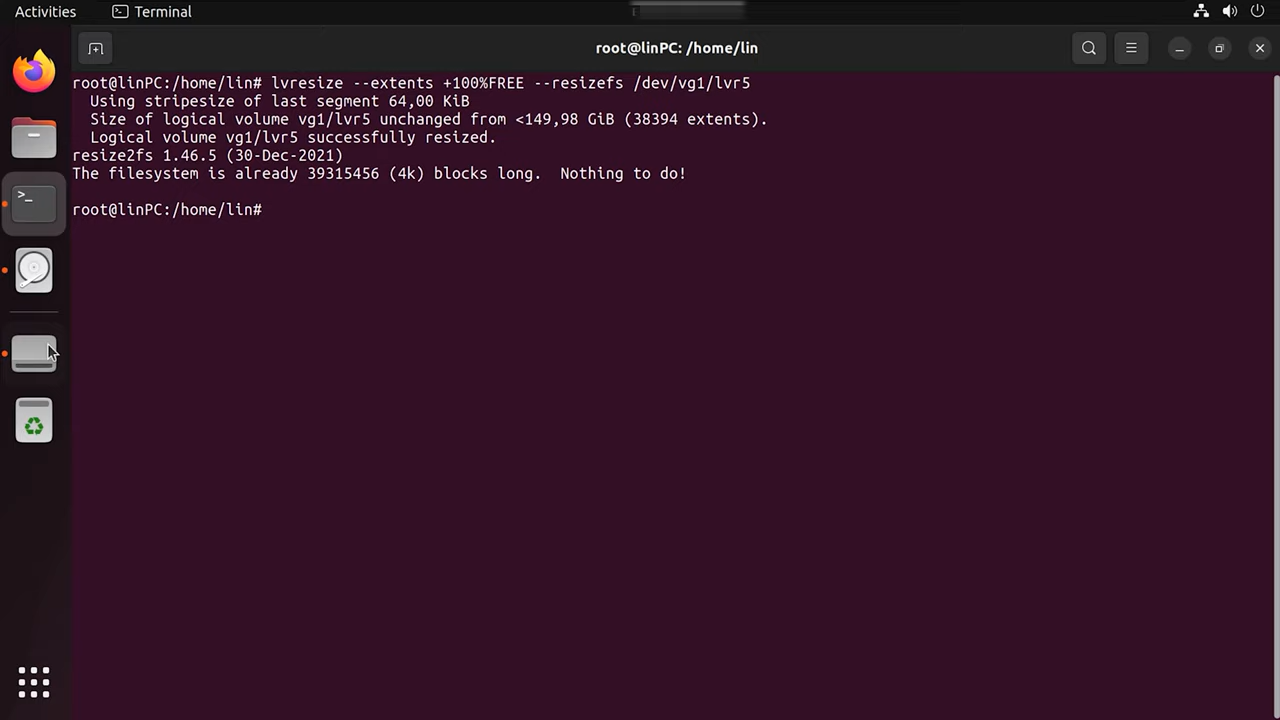 Activities
Terminal
root@linPC: /home/lin
root@linPC:/home/lin# lvresize --extents +100%FREE --resizefs /dev/vg1/lvr5
Using stripesize of last segment 64,00 KiB
Size of logical volume vg1/lvr5 unchanged from <149,98 GiB (38394 extents).
Logical volume vg1/lvr5 successfully resized.
resize2fs 1.46.5 (30-Dec-2021)
The filesystem is already 39315456 (4k) blocks long.  Nothing to do!
root@linPC:/home/lin#